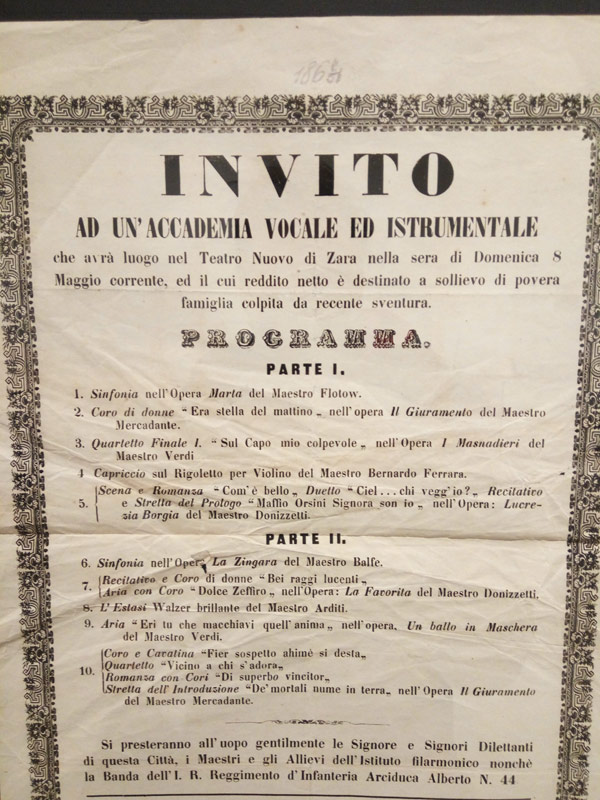 INVITO
AD UN'ACCADEMIA VOCALE ED ISTRUMENTALE
che avrà luogo nel Teatro Nuovo di Zara nella sera di Domenica 8
Maggio corrente, ed il cui reddito netto è destinato a sollievo di povera
famiglia colpita da recente sventura.
PROGRAMMA.
PARTE I.
1. Sinfonia nell'Opera Marta del Maestro Flotow.
2. Coro di donne "Era stella del mattino„ nell'opera Il Giuramento del Maestro
Mercadante.
3. Quartetto Finale I. "Sul Capo mio colpevole„ nell'Opera I Masnadieri del
Maestro Verdi
4 Capriccio sul Rigoletto per Violino del Maestro Bernardo Ferrara.
5. Scena e Romanza "Com'è bello„ Duetto "Ciel... chi vegg'io?„ Recitativo
e Stretta del Prologo "Maffio Orsini Signora son io„ nell'Opera: Lucre-
zia Borgia del Maestro Donizzetti.
PARTE II.
6. Sinfonia nell'Opera La Zingara del Maestro Balfe.
7. Recitativo e Coro di donne "Bei raggi lucenti„
Aria con Coro "Dolce Zeffiro„ nell'Opera: La Favorita del Maestro Donizzetti.
8. L'Estasi Walzer brillante del Maestro Arditi.
9. Aria "Eri tu che macchiavi quell'anima„ nell'opera, Un ballo in Maschera
del Maestro Verdi.
10. Coro e Cavatina "Fier sospetto ahimè si desta„
Quartetto "Vicino a chi s'adora„
Romanza con Cori "Di superbo vincitor„
Stretta dell'Introduzione "De'mortali nume in terra„ nell'Opera Il Giuramento
del Maestro Mercadante.
Si presteranno all'uopo gentilmente le Signore e Signori Dilettanti
di questa Città, i Maestri e gli Allievi dell'Istituto filarmonico nonchè
la Banda dell'I. R. Reggimento d'Infanteria Arciduca Alberto N. 44